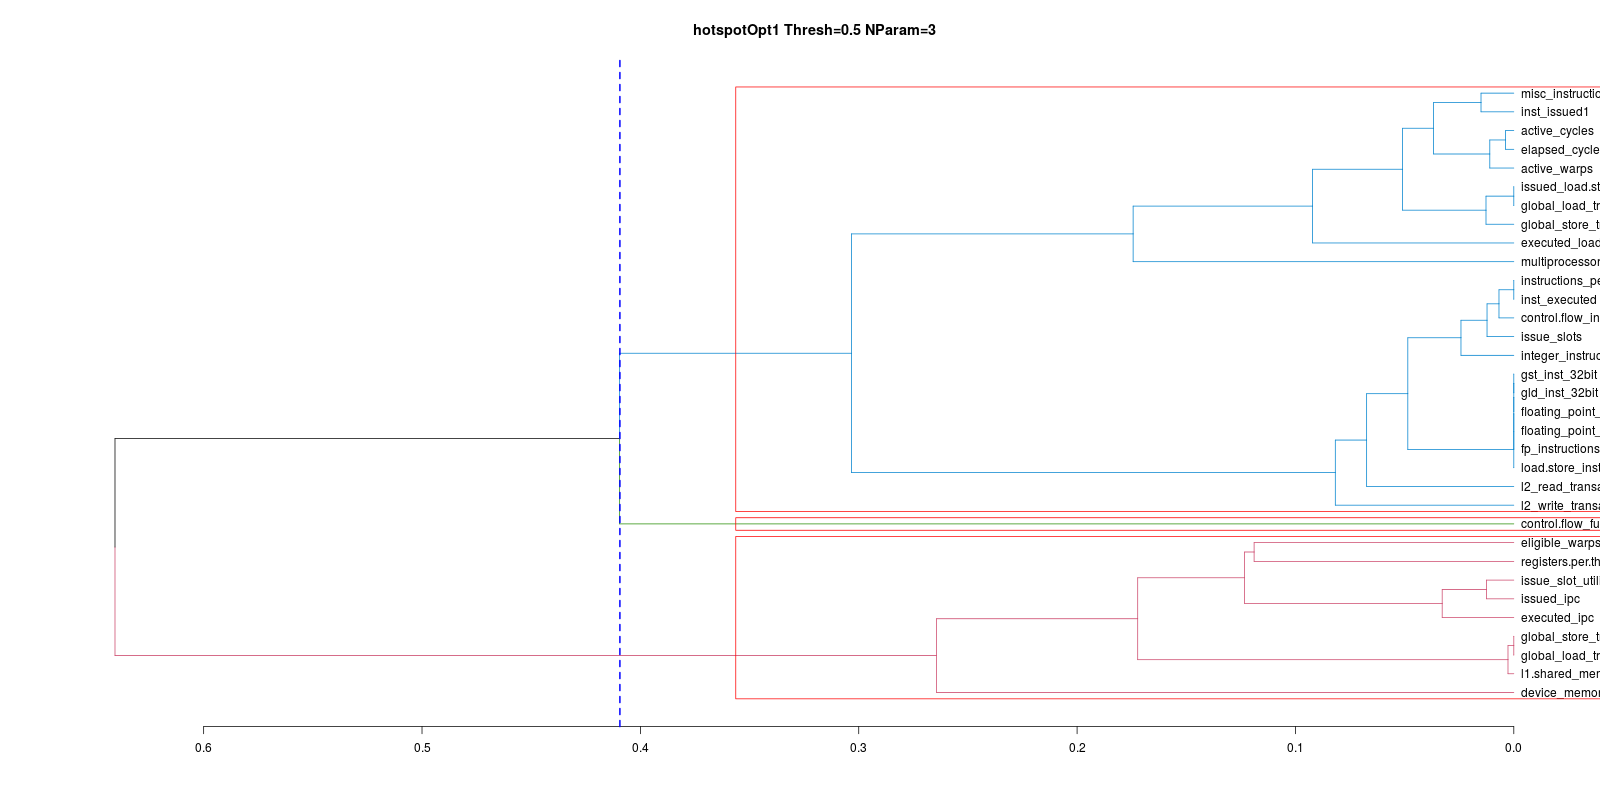 hotspotOpt1 Thresh=0.5 NParam=3
misc_instructio
inst_issued1
active_cycles
elapsed_cycle
active_warps
issued_load.st
global_load_tr
global_store_t
executed_load
multiprocessor
instructions_pe
inst_executed
control.flow_in
issue_slots
integer_instruc
gst_inst_32bit
gld_inst_32bit
floating_point_
floating_point_
fp_instructions
load.store_inst
l2_read_transa
l2_write_transa
control.flow_fu
eligible_warps
registers.per.th
issue_slot_utili
issued_ipc
executed_ipc
global_store_t
global_load_tr
l1.shared_mer
device_memor
0.6 0.5 0.4 0.3 0.2 0.1 0.0